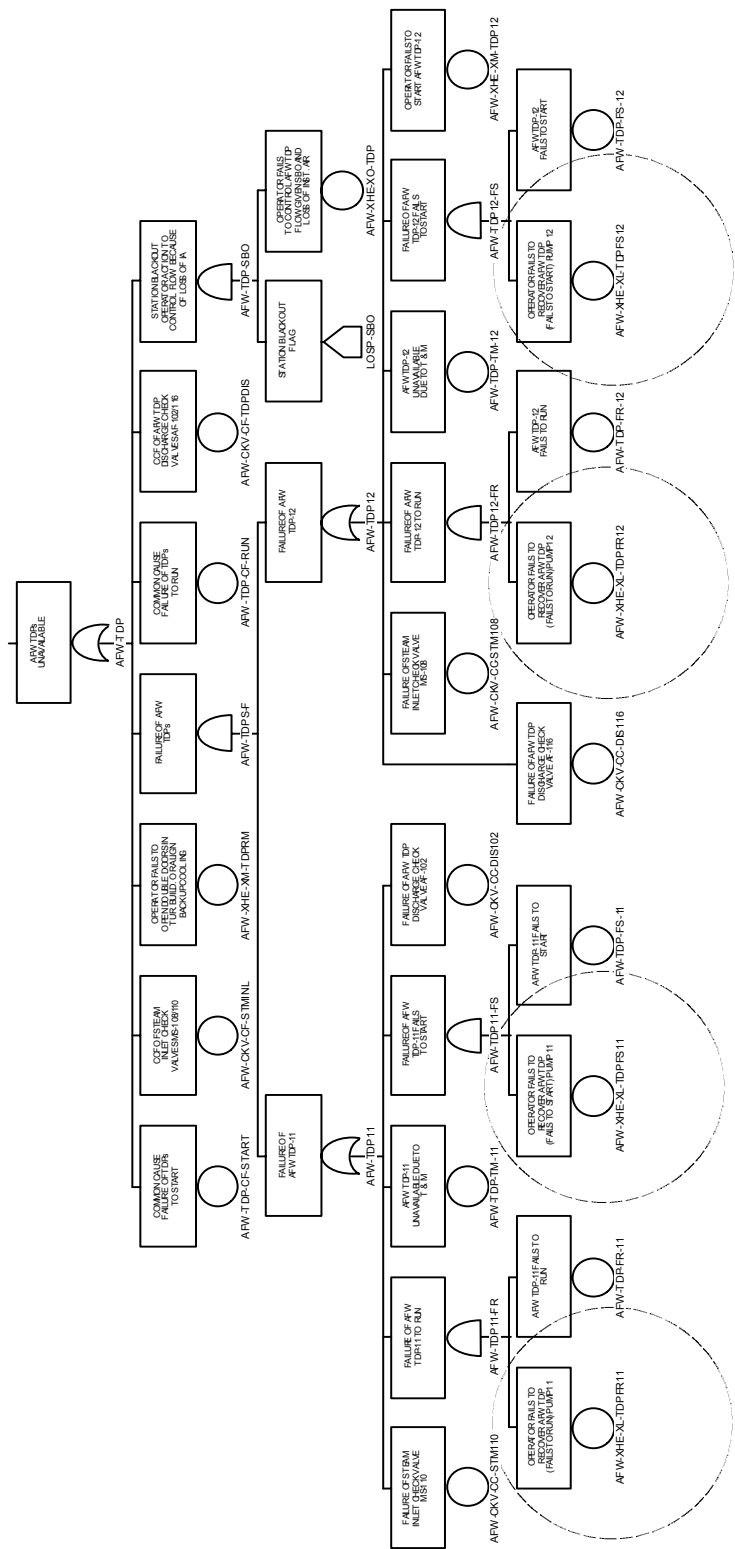 AFW TDPs
UNAVAILABLE
AFW-TDP
COMMON CAUSE
FAILURE OF TDPs
TO START
AFW-TDP-CF-START
CCF OF STEAM
INLET CHECK
VALVES MS-108/110
AFW-CKV-CF-STMINL
OPERATOR FAILS TO
OPEN DOUBLE DOORS IN
TUR. BUILD. OR ALIGN
BACKUP COOLING
AFW-XHE-XM-TDPRM
FAILURE OF AFW
TDPs
AFW-TDPS-F
COMMON CAUSE
FAILURE OF TDPs
TO RUN
AFW-TDP-CF-RUN
CCF OF AFW TDP
DISCHARGE CHECK
VALVES AF-102/116
AFW-CKV-CF-TDPDIS
STATION BLACKOUT
OPERATOR ACTION TO
CONTROL FLOW BECAUSE
OF LOSS OF IA
AFW-TDP-SBO
FAILURE OF
AFW TDP-11
AFW-TDP11
FAILURE OF AFW
TDP-12
AFW-TDP12
STATION BLACKOUT
FLAG
LOSP-SBO
OPERATOR FAILS
TO CONTROL AFW TDP
FLOW GIVEN SBO AND
LOSS OF INST. AIR
AFW-XHE-XO-TDP
FAILURE OF STEAM
INLET CHECK VALVE
MS110
AFW-CKV-CC-STM110
FAILURE OF AFW
TDP-11 TO RUN
AFW-TDP11-FR
AFW TDP-11
UNAVAILABLE DUE TO
T & M
AFW-TDP-TM-11
FAILURE OF AFW
TDP-11 FAILS
TO START
AFW-TDP11-FS
FAILURE OF AFW TDP
DISCHARGE CHECK
VALVE AF-102
AFW-CKV-CC-DIS102
FAILURE OF STEAM
INLET CHECK VALVE
MS-108
AFW-CKV-CC-STM108
FAILURE OF AFW
TDP-12 TO RUN
AFW-TDP12-FR
AFW TDP-12
UNAVAILABLE
DUE TO T & M
AFW-TDP-TM-12
FAILURE OF AFW
TDP-12 FAILS
TO START
AFW-TDP12-FS
OPERATOR FAILS TO
START AFW TDP-12
AFW-XHE-XM-TDP12
OPERATOR FAILS TO
RECOVER AFW TDP
(FAILS TO RUN) PUMP 11
AFW-XHE-XL-TDPFR11
AFW TDP-11 FAILS TO
RUN
AFW-TDP-FR-11
OPERATOR FAILS TO
RECOVER AFW TDP
(FAILS TO START) PUMP 11
AFW-XHE-XL-TDPFS11
AFW TDP-11 FAILS TO
START
AFW-TDP-FS-11
FAILURE OF AFW TDP
DISCHARGE CHECK
VALVE AF-116
AFW-CKV-CC-DIS116
OPERATOR FAILS TO
RECOVER AFW TDP
(FAILS TO RUN) PUMP 12
AFW-XHE-XL-TDPFR12
AFW TDP-12
FAILS TO RUN
AFW-TDP-FR-12
OPERATOR FAILS TO
RECOVER AFW TDP
(FAILS TO START) PUMP 12
AFW-XHE-XL-TDPFS12
AFW TDP-12
FAILS TO START
AFW-TDP-FS-12